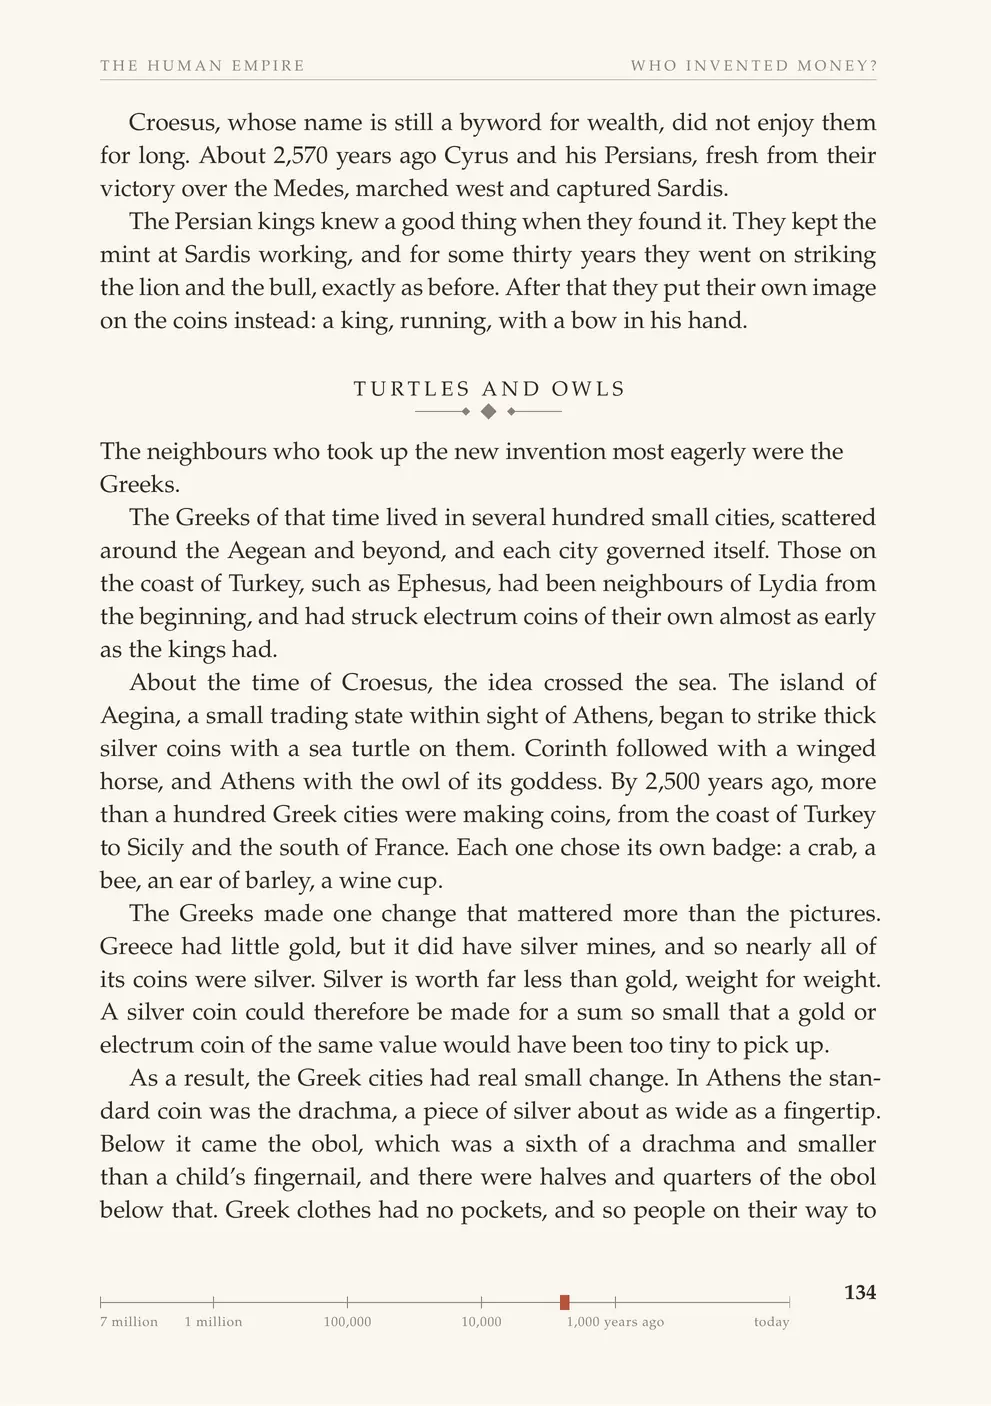 THE HUMAN EMPIRE
WHO INVENTED MONEY?
Croesus, whose name is still a byword for wealth, did not enjoy them
for long. About 2,570 years ago Cyrus and his Persians, fresh from their
victory over the Medes, marched west and captured Sardis.
The Persian kings knew a good thing when they found it. They kept the
mint at Sardis working, and for some thirty years they went on striking
the lion and the bull, exactly as before. After that they put their own image
on the coins instead: a king, running, with a bow in his hand.
TURTLES AND OWLS
The neighbours who took up the new invention most eagerly were the
Greeks.
The Greeks of that time lived in several hundred small cities, scattered
around the Aegean and beyond, and each city governed itself. Those on
the coast of Turkey, such as Ephesus, had been neighbours of Lydia from
the beginning, and had struck electrum coins of their own almost as early
as the kings had.
About the time of Croesus, the idea crossed the sea. The island of
Aegina, a small trading state within sight of Athens, began to strike thick
silver coins with a sea turtle on them. Corinth followed with a winged
horse, and Athens with the owl of its goddess. By 2,500 years ago, more
than a hundred Greek cities were making coins, from the coast of Turkey
to Sicily and the south of France. Each one chose its own badge: a crab, a
bee, an ear of barley, a wine cup.
The Greeks made one change that mattered more than the pictures.
Greece had little gold, but it did have silver mines, and so nearly all of
its coins were silver. Silver is worth far less than gold, weight for weight.
A silver coin could therefore be made for a sum so small that a gold or
electrum coin of the same value would have been too tiny to pick up.
As a result, the Greek cities had real small change. In Athens the stan-
dard coin was the drachma, a piece of silver about as wide as a fingertip.
Below it came the obol, which was a sixth of a drachma and smaller
than a child’s fingernail, and there were halves and quarters of the obol
below that. Greek clothes had no pockets, and so people on their way to
134
7 million 1 million 100,000 10,000 1,000 years ago today